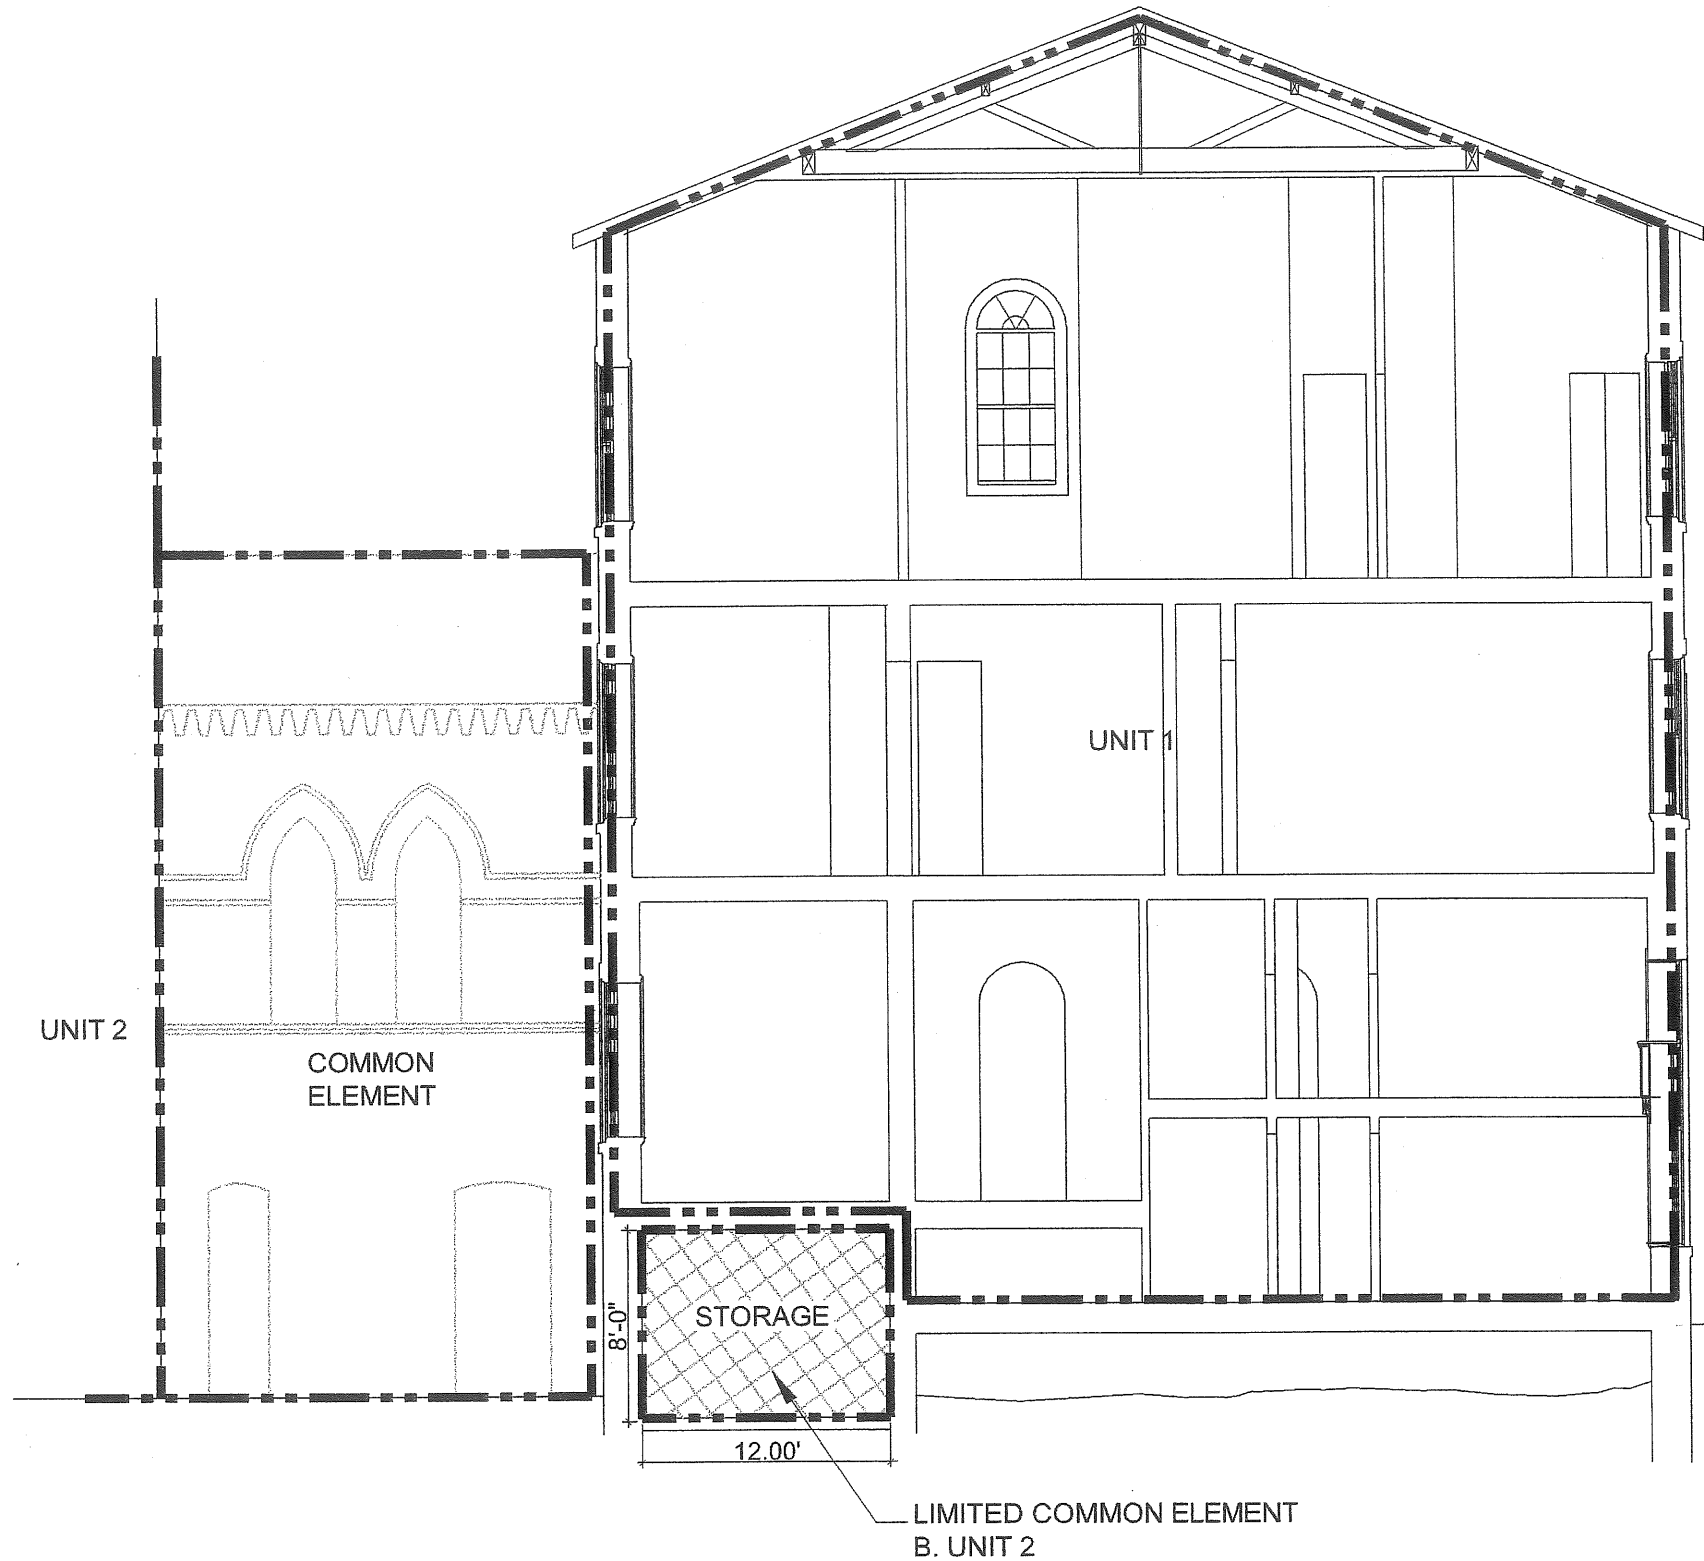 UNIT 1
UNIT 2
COMMON
ELEMENT
STORAGE
8'-0"
12.00'
LIMITED COMMON ELEMENT
B. UNIT 2